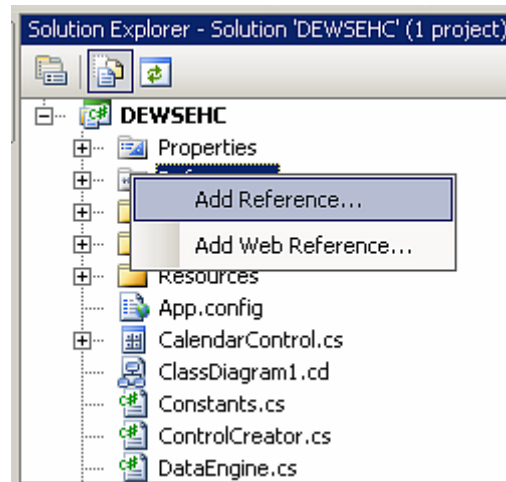 Solution Explorer - Solution 'DEWSEHC' (1 project)
DEWSEHC
Properties
Add Reference...
Add Web Reference...
Resources
App.config
CalendarControl.cs
ClassDiagram1.cd
Constants.cs
ControlCreator.cs
DataEngine.cs